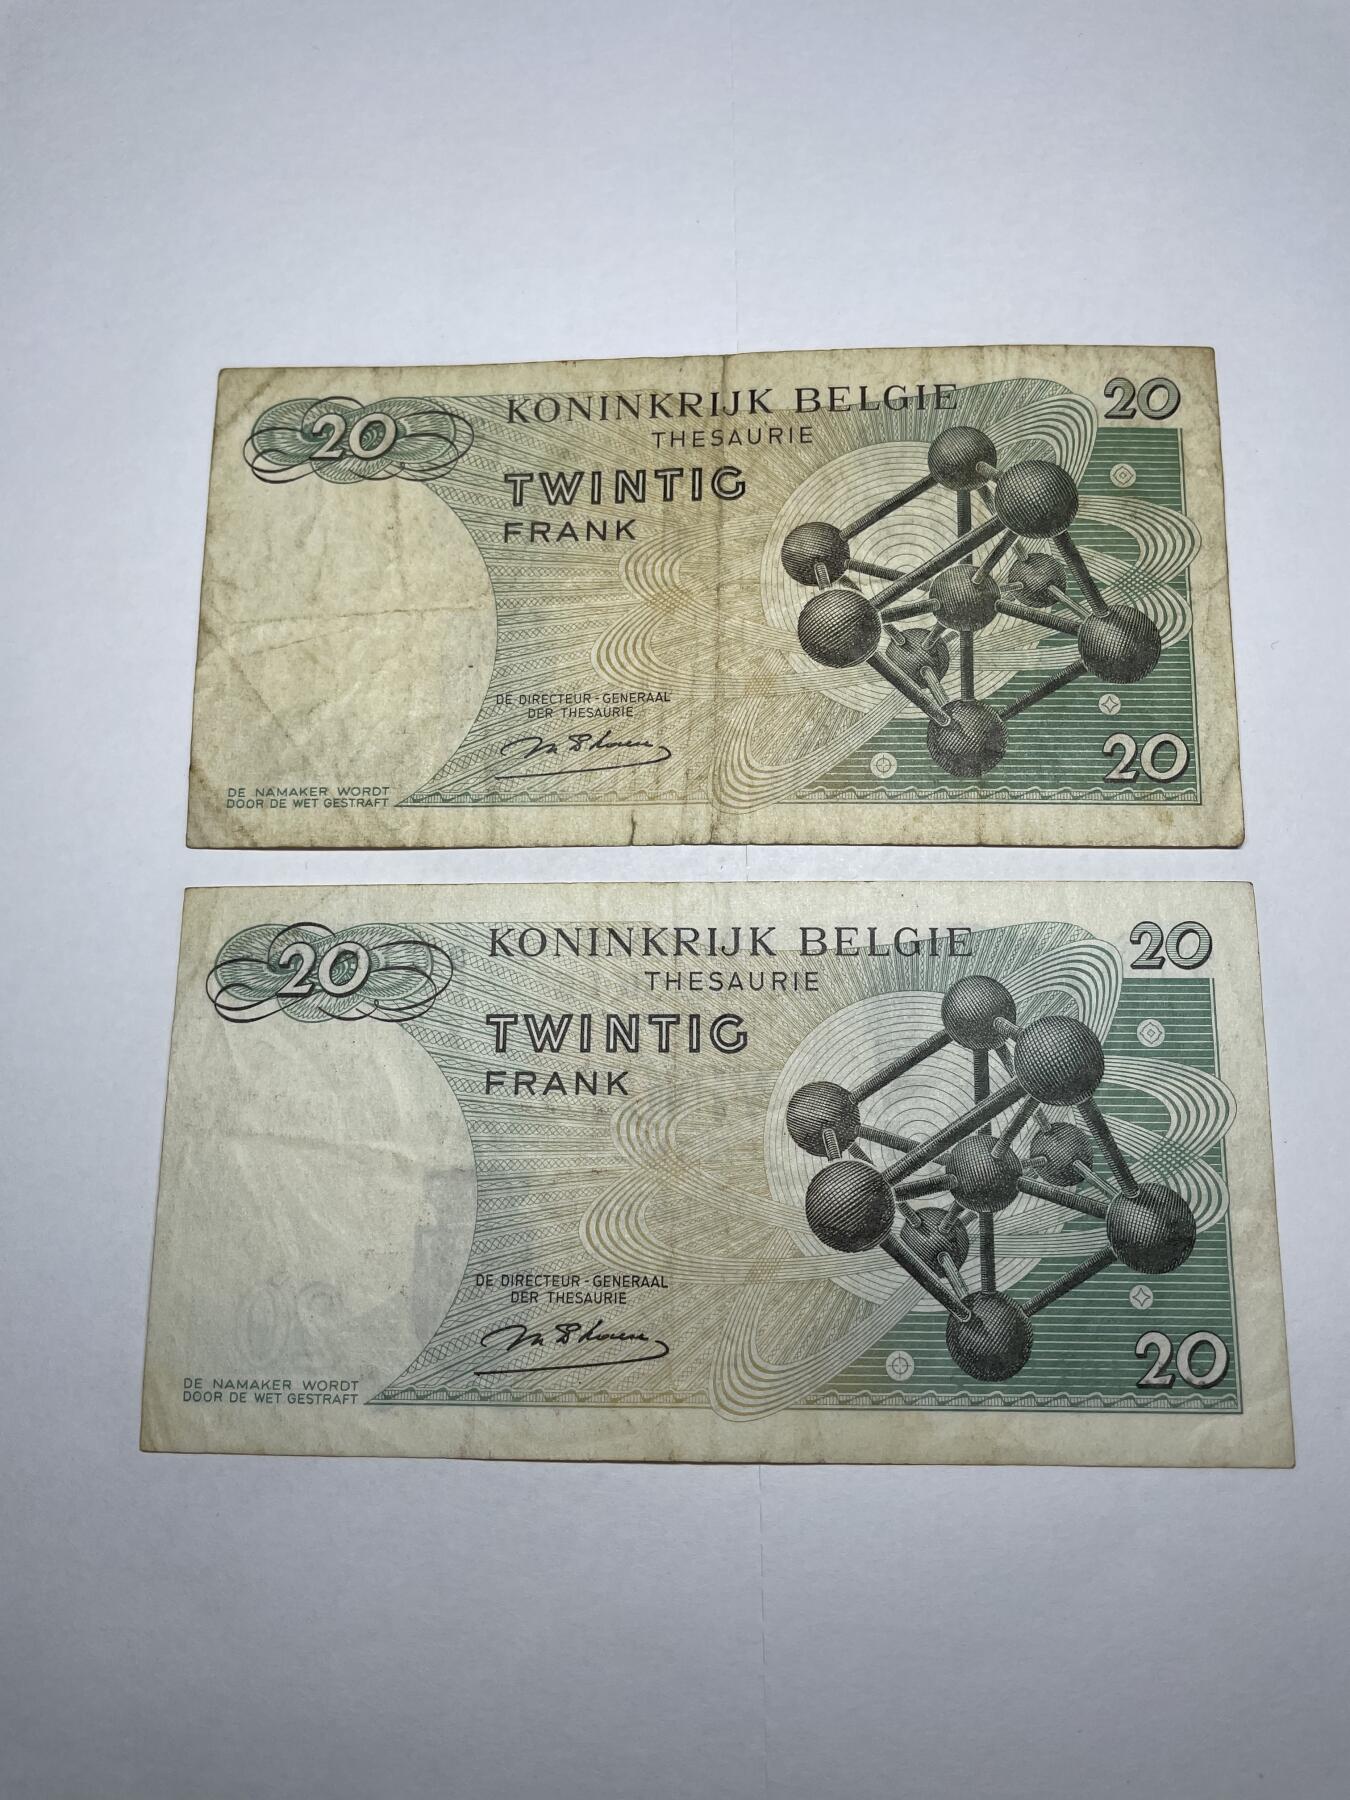 20
KONINKRIJK BELGIE
20
THESAURIE
TWINTIG
FRANK
DE DIRECTEUR-GENERAAL
DER THESAURIE
DE NAMAKER WORDT
DOOR DE WET GESTRAFT
20
20
KONINKRIJK BELGIE
20
THESAURIE
TWINTIG
FRANK
DE DIRECTEUR-GENERAAL
DER THESAURIE
DE NAMAKER WORDT
DOOR DE WET GESTRAFT
20